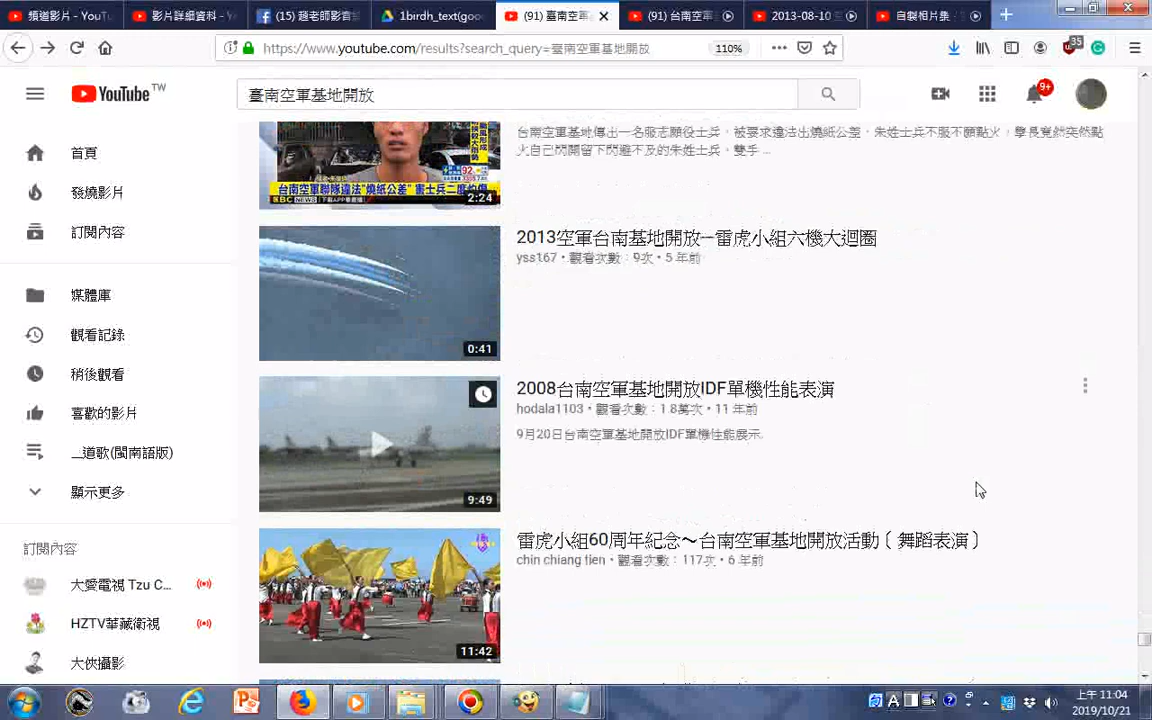 頻道影片 - YouTu
影片詳細資料 - Y
(15) 趙老師影音
1birdh_text(goo
(91) 臺南空軍
(91) 台南空軍
2013-08-10
自製相片集
https://www.youtube.com/results?search_query=臺南空軍基地開放
110%
35
YouTube TW
臺南空軍基地開放
9+
首頁
發燒影片
訂閱內容
媒體庫
觀看記錄
稍後觀看
喜歡的影片
二道歌(閩南語版)
顯示更多
訂閱內容
大愛電視 Tzu C...
HZTV華藏衛視
大俠攝影
台南空軍基地傳出一名服志願役士兵，被要求違法出燒紙公差，朱姓士兵不服不願點火，學長竟然突然點
火自己閃開留下閃避不及的朱姓士兵，雙手 ...
台南空軍聯隊違法"燒紙公差"
EBC NEWS
2:24
2013空軍台南基地開放--雷虎小組六機大迴圈
yss167 • 觀看次數：9次 • 5 年前
0:41
2008台南空軍基地開放IDF單機性能表演
hodala1103 • 觀看次數：1.8萬次 • 11 年前
9月20日台南空軍基地開放IDF單機性能展示.
9:49
雷虎小組60周年紀念～台南空軍基地開放活動﹝舞蹈表演﹞
chin chiang tien • 觀看次數：117次 • 6 年前
11:42
上午 11:04
2019/10/21